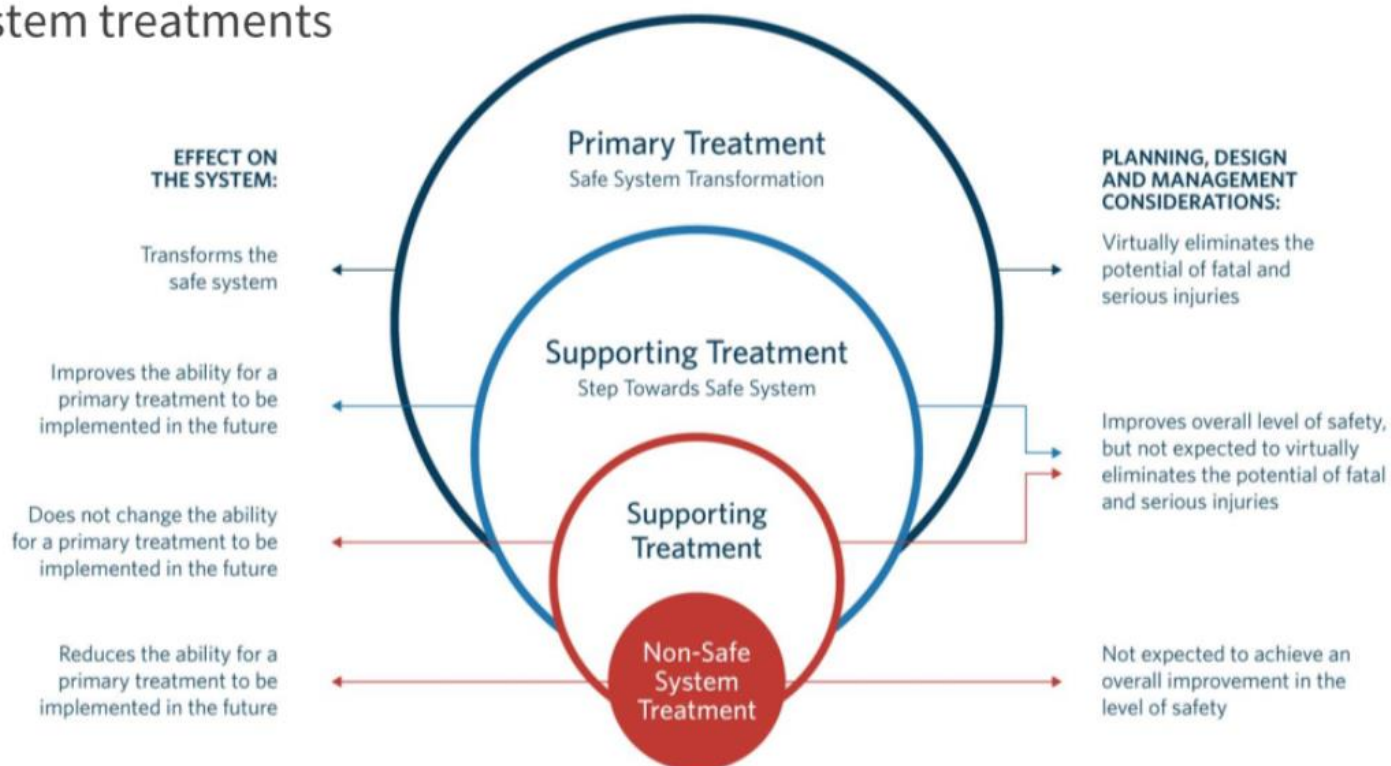 stem treatments
EFFECT ON
THE SYSTEM:
Transforms the
safe system
Improves the ability for a
primary treatment to be
implemented in the future
Does not change the ability
for a primary treatment to be
implemented in the future
Reduces the ability for a
primary treatment to be
implemented in the future
Primary Treatment
Safe System Transformation
Supporting Treatment
Step Towards Safe System
Supporting
Treatment
Non-Safe
System
Treatment
PLANNING, DESIGN
AND MANAGEMENT
CONSIDERATIONS:
Virtually eliminates the
potential of fatal and
serious injuries
Improves overall level of safety,
but not expected to virtually
eliminates the potential of fatal
and serious injuries
Not expected to achieve an
overall improvement in the
level of safety